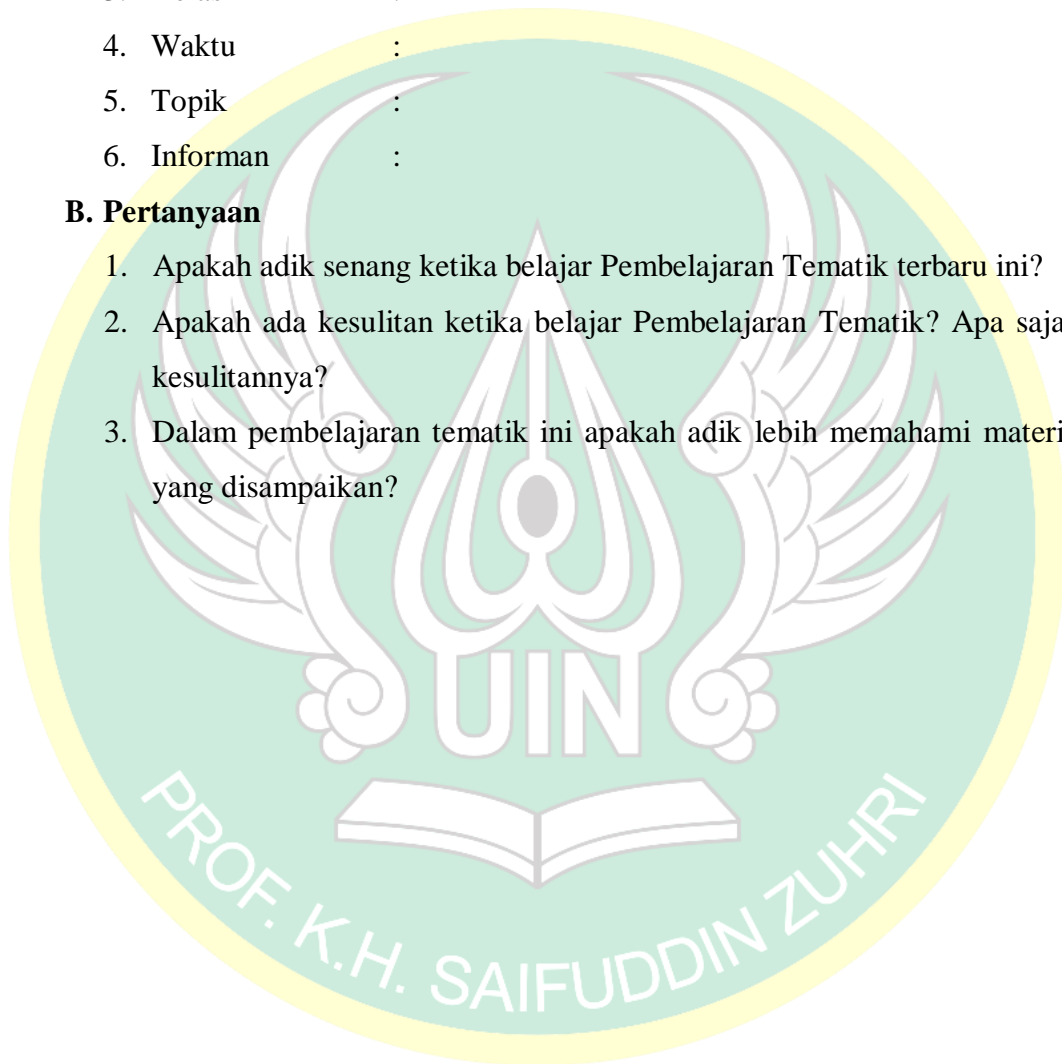 4. Waktu :
5. Topik :
6. Informan :
B. Pertanyaan
1. Apakah adik senang ketika belajar Pembelajaran Tematik terbaru ini?
2. Apakah ada kesulitan ketika belajar Pembelajaran Tematik? Apa saja
kesulitannya?
3. Dalam pembelajaran tematik ini apakah adik lebih memahami materi
yang disampaikan?
UIN
PROF. K.H. SAIFUDDIN ZUHRI